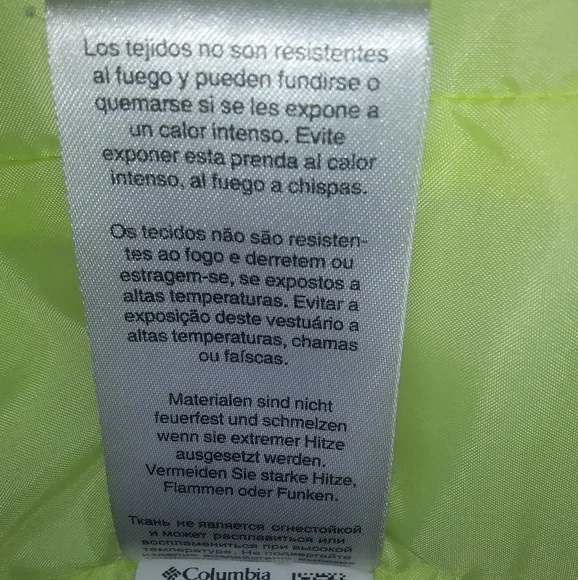 Los tejidos no son resistentes
al fuego y pueden fundirse o
quemarse si se les expone a
un calor intenso. Evite
exponer esta prenda al calor
intenso, al fuego a chispas.
Os tecidos não são resisten-
tes ao fogo e derretem ou
estragem-se, se expostos a
altas temperaturas. Evitar a
exposição deste vestuário a
altas temperaturas, chamas
ou faíscas.
Materialen sind nicht
feuerfest und schmelzen
wenn sie extremer Hitze
ausgesetzt werden.
Vermeiden Sie starke Hitze,
Flammen oder Funken.
Ткань не является огнестойкой
и может расплавиться или
воспламениться при высокой
температуре. Не подвергайте
Columbia